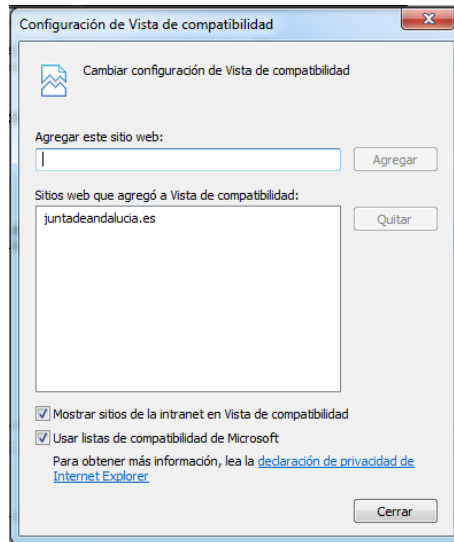 Configuración de Vista de compatibilidad
Cambiar configuración de Vista de compatibilidad
Agregar este sitio web:
Agregar
Sitios web que agregó a Vista de compatibilidad:
juntadeandalucia.es
Quitar
Mostrar sitios de la intranet en Vista de compatibilidad
Usar listas de compatibilidad de Microsoft
Para obtener más información, lea la declaración de privacidad de
Internet Explorer
Cerrar